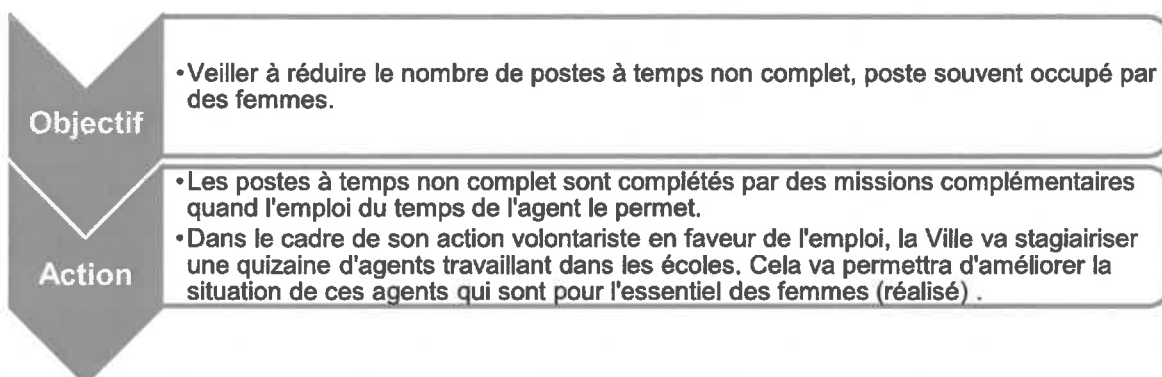 Objectif
•Veiller à réduire le nombre de postes à temps non complet, poste souvent occupé par
des femmes.
Action
•Les postes à temps non complet sont complétés par des missions complémentaires
quand l'emploi du temps de l'agent le permet.
•Dans le cadre de son action volontariste en faveur de l'emploi, la Ville va stagiairiser
une quizaine d'agents travaillant dans les écoles. Cela va permettra d'améliorer la
situation de ces agents qui sont pour l'essentiel des femmes (réalisé) .